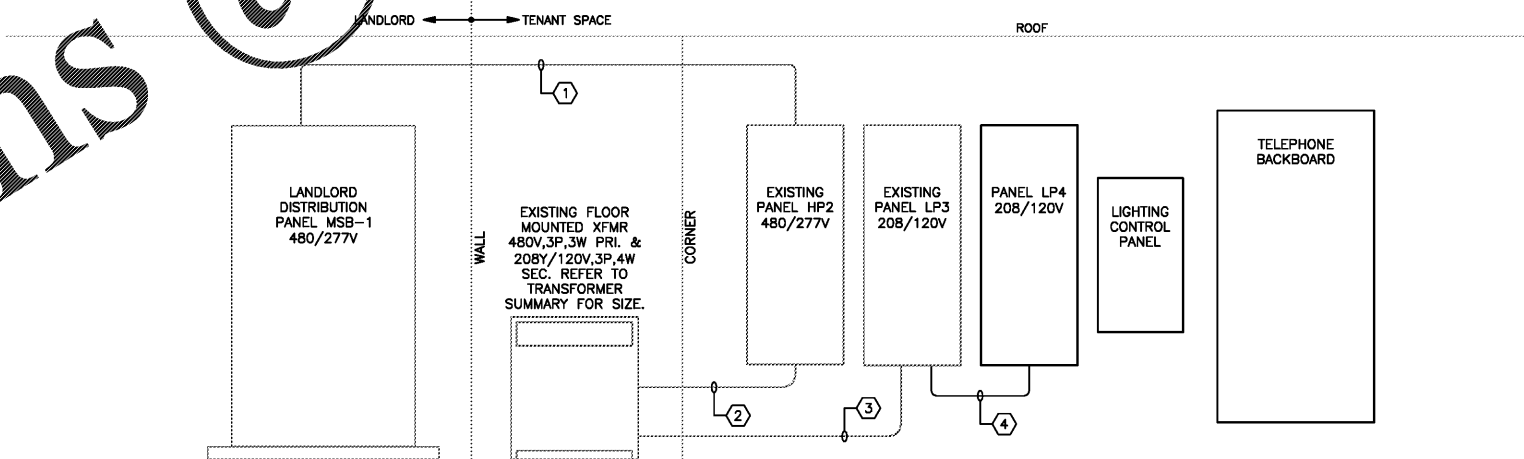 LANDLORD
TENANT SPACE
ROOF
1
LANDLORD
DISTRIBUTION
PANEL MSB-1
480/277V
WALL
EXISTING FLOOR
MOUNTED XFMR
480V,3P,3W PRI. &
208Y/120V,3P,4W
SEC. REFER TO
TRANSFORMER
SUMMARY FOR SIZE.
CORNER
EXISTING
PANEL HP2
480/277V
EXISTING
PANEL LP3
208/120V
PANEL LP4
208/120V
LIGHTING
CONTROL
PANEL
TELEPHONE
BACKBOARD
2
3
4
ns